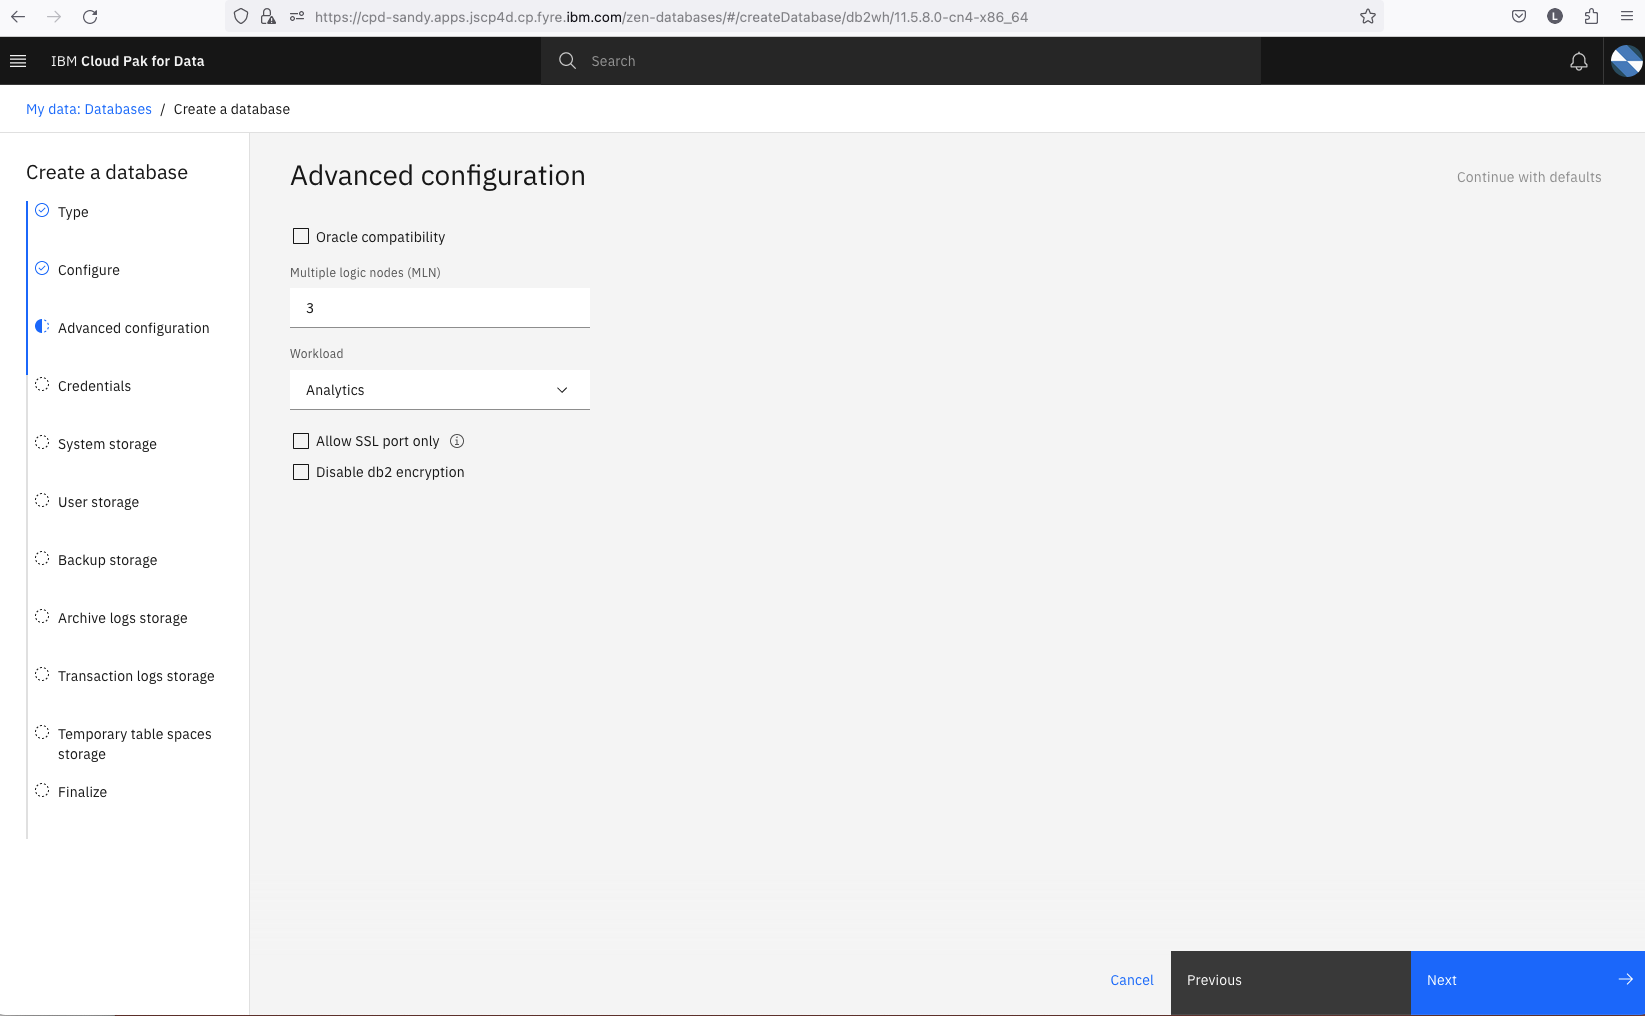 https://cpd-sandy.apps.jscp4d.cp.fyre.ibm.com/zen-databases/#/createDatabase/db2wh/11.5.8.0-cn4-x86_64
L
IBM Cloud Pak for Data
Search
My data: Databases / Create a database
Create a database
Type
Configure
Advanced configuration
Credentials
System storage
User storage
Backup storage
Archive logs storage
Transaction logs storage
Temporary table spaces
storage
Finalize
Advanced configuration
Continue with defaults
Oracle compatibility
Multiple logic nodes (MLN)
3
Workload
Analytics
Allow SSL port only
Disable db2 encryption
Cancel
Previous
Next